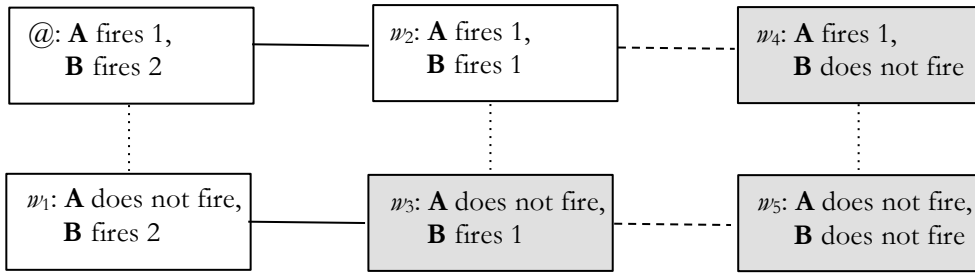 @: A fires 1,
B fires 2
w₂: A fires 1,
B fires 1
w₄: A fires 1,
B does not fire
w₁: A does not fire,
B fires 2
w₃: A does not fire,
B fires 1
w₅: A does not fire,
B does not fire